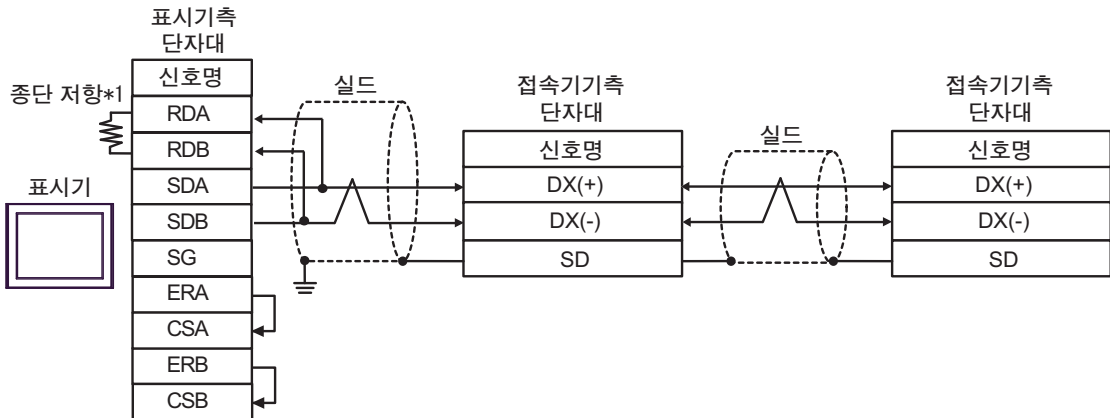 표시기측
단자대
신호명
종단 저항*1
RDA
RDB
SDA
SDB
SG
ERA
CSA
ERB
CSB
표시기
실드
접속기기측
단자대
신호명
DX(+)
DX(-)
SD
실드
접속기기측
단자대
신호명
DX(+)
DX(-)
SD